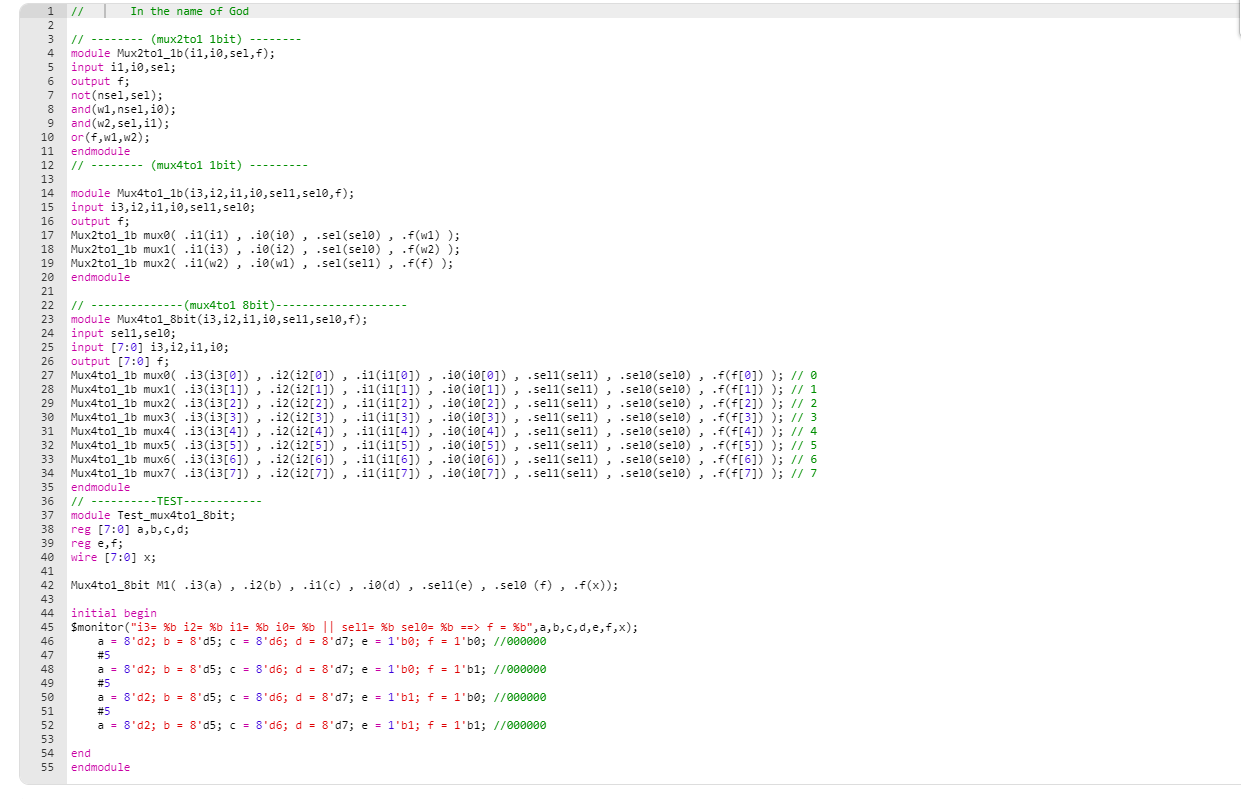 1 // In the name of God
2
3 // -------- (mux2to1 1bit) --------
4 module Mux2to1_1b(i1,i0,sel,f);
5 input i1,i0,sel;
6 output f;
7 not(nsel,sel);
8 and(w1,nsel,i0);
9 and(w2,sel,i1);
10 or(f,w1,w2);
11 endmodule
12 // -------- (mux4to1 1bit) ---------
13
14 module Mux4to1_1b(i3,i2,i1,i0,sel1,sel0,f);
15 input i3,i2,i1,i0,sel1,sel0;
16 output f;
17 Mux2to1_1b mux0( .i1(i1) , .i0(i0) , .sel(sel0) , .f(w1) );
18 Mux2to1_1b mux1( .i1(i3) , .i0(i2) , .sel(sel0) , .f(w2) );
19 Mux2to1_1b mux2( .i1(w2) , .i0(w1) , .sel(sel1) , .f(f) );
20 endmodule
21
22 // --------------(mux4to1 8bit)--------------------
23 module Mux4to1_8bit(i3,i2,i1,i0,sel1,sel0,f);
24 input sel1,sel0;
25 input [7:0] i3,i2,i1,i0;
26 output [7:0] f;
27 Mux4to1_1b mux0( .i3(i3[0]) , .i2(i2[0]) , .i1(i1[0]) , .i0(i0[0]) , .sel1(sel1) , .sel0(sel0) , .f(f[0]) ); // 0
28 Mux4to1_1b mux1( .i3(i3[1]) , .i2(i2[1]) , .i1(i1[1]) , .i0(i0[1]) , .sel1(sel1) , .sel0(sel0) , .f(f[1]) ); // 1
29 Mux4to1_1b mux2( .i3(i3[2]) , .i2(i2[2]) , .i1(i1[2]) , .i0(i0[2]) , .sel1(sel1) , .sel0(sel0) , .f(f[2]) ); // 2
30 Mux4to1_1b mux3( .i3(i3[3]) , .i2(i2[3]) , .i1(i1[3]) , .i0(i0[3]) , .sel1(sel1) , .sel0(sel0) , .f(f[3]) ); // 3
31 Mux4to1_1b mux4( .i3(i3[4]) , .i2(i2[4]) , .i1(i1[4]) , .i0(i0[4]) , .sel1(sel1) , .sel0(sel0) , .f(f[4]) ); // 4
32 Mux4to1_1b mux5( .i3(i3[5]) , .i2(i2[5]) , .i1(i1[5]) , .i0(i0[5]) , .sel1(sel1) , .sel0(sel0) , .f(f[5]) ); // 5
33 Mux4to1_1b mux6( .i3(i3[6]) , .i2(i2[6]) , .i1(i1[6]) , .i0(i0[6]) , .sel1(sel1) , .sel0(sel0) , .f(f[6]) ); // 6
34 Mux4to1_1b mux7( .i3(i3[7]) , .i2(i2[7]) , .i1(i1[7]) , .i0(i0[7]) , .sel1(sel1) , .sel0(sel0) , .f(f[7]) ); // 7
35 endmodule
36 // ----------TEST------------
37 module Test_mux4to1_8bit;
38 reg [7:0] a,b,c,d;
39 reg e,f;
40 wire [7:0] x;
41
42 Mux4to1_8bit M1( .i3(a) , .i2(b) , .i1(c) , .i0(d) , .sel1(e) , .sel0 (f) , .f(x));
43
44 initial begin
45 $monitor("i3= %b i2= %b i1= %b i0= %b || sel1= %b sel0= %b ==> f = %b",a,b,c,d,e,f,x);
46 a = 8'd2; b = 8'd5; c = 8'd6; d = 8'd7; e = 1'b0; f = 1'b0; //000000
47 #5
48 a = 8'd2; b = 8'd5; c = 8'd6; d = 8'd7; e = 1'b0; f = 1'b1; //000000
49 #5
50 a = 8'd2; b = 8'd5; c = 8'd6; d = 8'd7; e = 1'b1; f = 1'b0; //000000
51 #5
52 a = 8'd2; b = 8'd5; c = 8'd6; d = 8'd7; e = 1'b1; f = 1'b1; //000000
53
54 end
55 endmodule